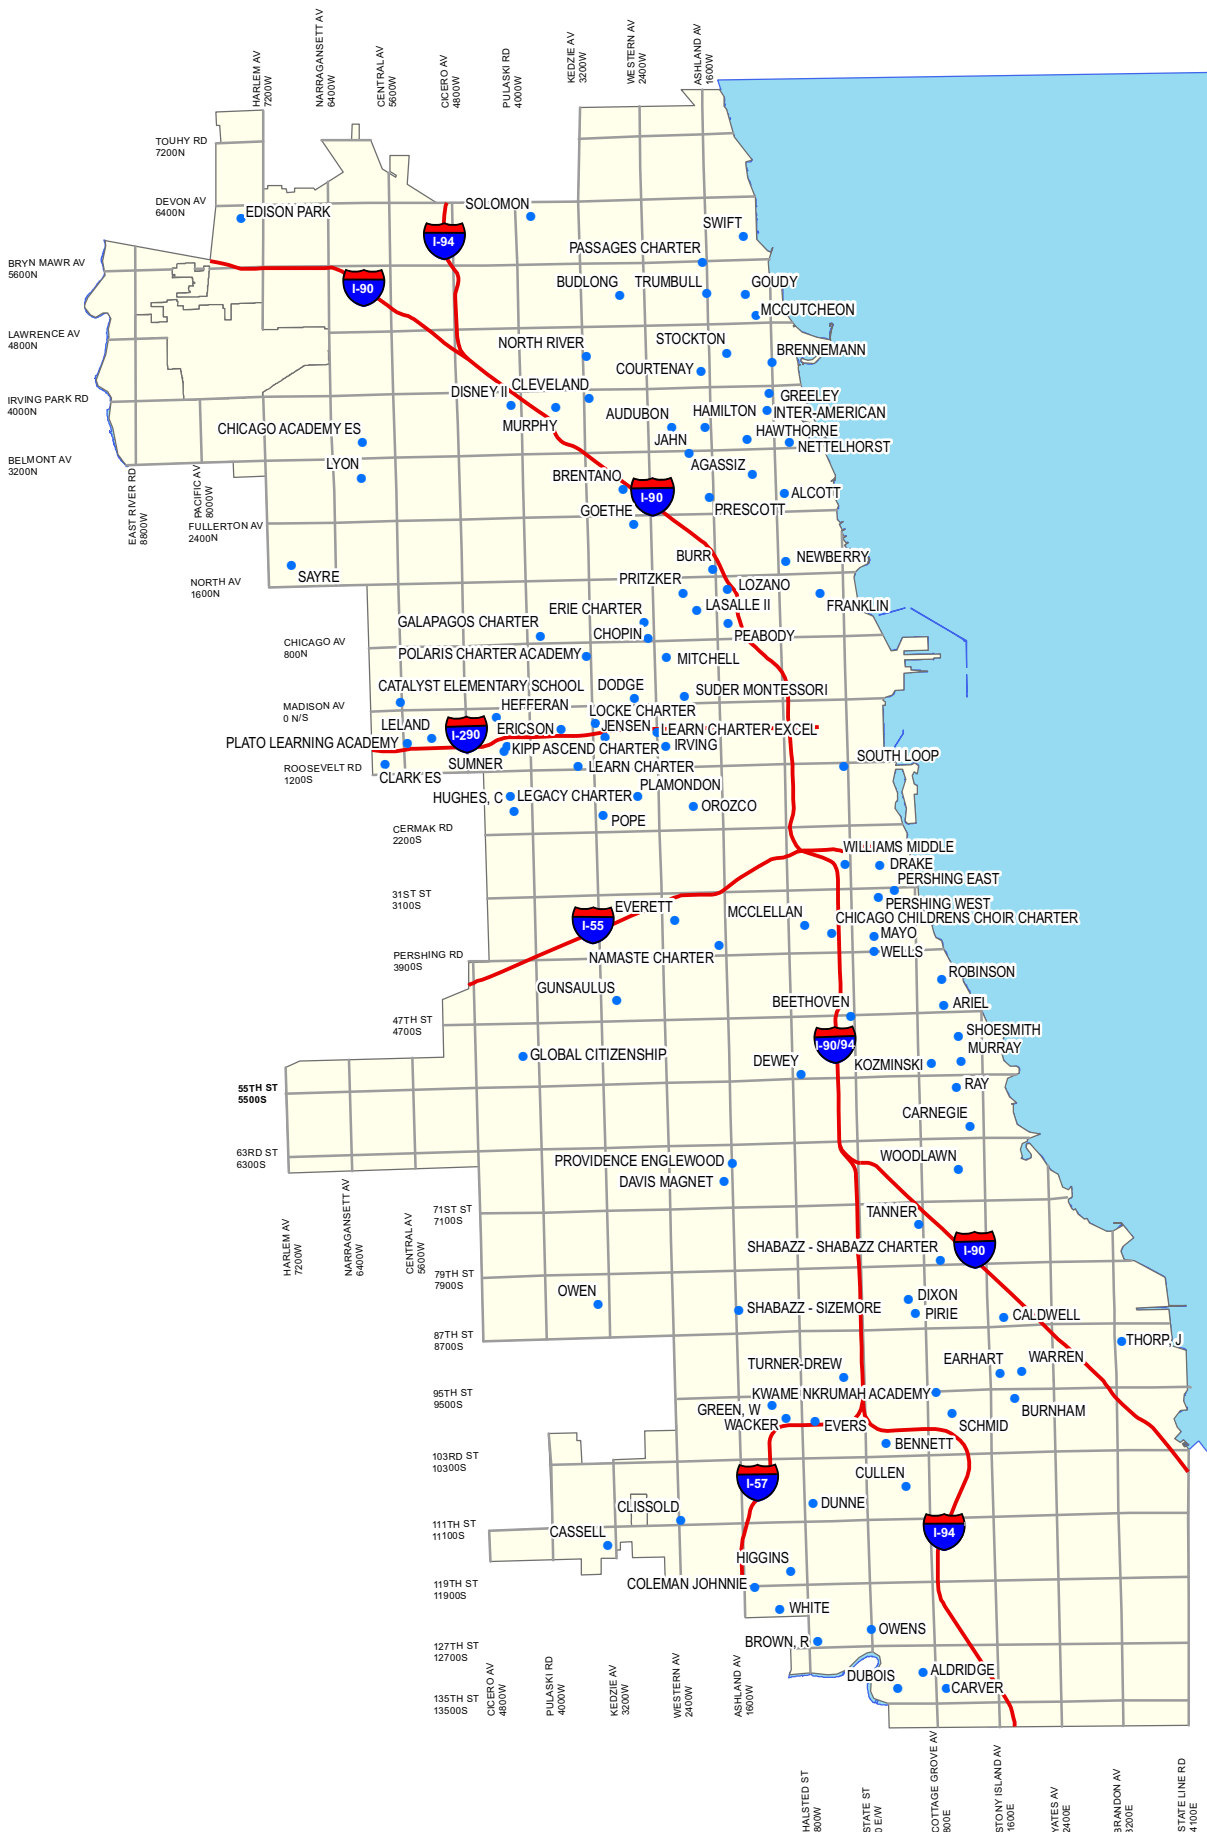 HARLEM AV
7200W
NARRAGANSETT AV
6400W
CENTRAL AV
5600W
CICERO AV
4800W
PULASKI RD
4000W
KEDZIE AV
3200W
WESTERN AV
2400W
ASHLAND AV
1600W
TOUHY RD
7200N
DEVON AV
6400N
EDISON PARK
SOLOMON
I-94
SWIFT
PASSAGES CHARTER
BRYN MAWR AV
5600N
I-90
BUDLONG
TRUMBULL
GOUDY
MCCUTCHEON
LAWRENCE AV
4800N
NORTH RIVER
STOCKTON
BRENNEMANN
COURTENAY
IRVING PARK RD
4000N
DISNEY II
CLEVELAND
GREELEY
MURPHY
AUDUBON
HAMILTON
INTER-AMERICAN
CHICAGO ACADEMY ES
JAHN
HAWTHORNE
NETTELHORST
BELMONT AV
3200N
LYON
AGASSIZ
BRENTANO
I-90
ALCOTT
EAST RIVER RD
8800W
PACIFIC AV
8000W
GOETHE
PRESCOTT
FULLERTON AV
2400N
BURR
NEWBERRY
SAYRE
NORTH AV
1600N
PRITZKER
LOZANO
ERIE CHARTER
LASALLE II
FRANKLIN
GALAPAGOS CHARTER
CHOPIN
PEABODY
CHICAGO AV
800N
POLARIS CHARTER ACADEMY
MITCHELL
CATALYST ELEMENTARY SCHOOL
DODGE
SUDER MONTESSORI
MADISON AV
0 N/S
HEFFERAN
LOCKE CHARTER
LELAND
I-290
ERICSON
JENSEN
LEARN CHARTER EXCEL
PLATO LEARNING ACADEMY
KIPP ASCEND CHARTER
IRVING
ROOSEVELT RD
1200S
CLARK ES
SUMNER
LEARN CHARTER
SOUTH LOOP
HUGHES, C
LEGACY CHARTER
PLAMONDON
OROZCO
POPE
CERMAK RD
2200S
WILLIAMS MIDDLE
DRAKE
PERSHING EAST
31ST ST
3100S
I-55
EVERETT
MCCLELLAN
PERSHING WEST
CHICAGO CHILDRENS CHOIR CHARTER
MAYO
PERSHING RD
3900S
NAMASTE CHARTER
WELLS
ROBINSON
GUNSAULUS
BEETHOVEN
ARIEL
47TH ST
4700S
I-90/94
SHOESMITH
GLOBAL CITIZENSHIP
DEWEY
KOZMINSKI
MURRAY
55TH ST
5500S
RAY
CARNEGIE
63RD ST
6300S
PROVIDENCE ENGLEWOOD
WOODLAWN
DAVIS MAGNET
HARLEM AV
7200W
NARRAGANSETT AV
6400W
CENTRAL AV
5600W
71ST ST
7100S
TANNER
SHABAZZ - SHABAZZ CHARTER
I-90
79TH ST
7900S
OWEN
DIXON
SHABAZZ - SIZEMORE
PIRIE
CALDWELL
87TH ST
8700S
THORP, J
TURNER-DREW
EARHART
WARREN
95TH ST
9500S
KWAME NKRUMAH ACADEMY
GREEN, W
BURNHAM
WACKER
EVERS
SCHMID
BENNETT
103RD ST
10300S
I-57
CULLEN
CLISSOLD
DUNNE
111TH ST
11100S
CASSELL
I-94
HIGGINS
119TH ST
11900S
COLEMAN JOHNNIE
WHITE
OWENS
127TH ST
12700S
BROWN, R
DUBOIS
ALDRIDGE
CARVER
135TH ST
13500S
CICERO AV
4800W
PULASKI RD
4000W
KEDZIE AV
3200W
WESTERN AV
2400W
ASHLAND AV
1600W
HALSTED ST
800W
STATE ST
0 E/W
COTTAGE GROVE AV
800E
STONY ISLAND AV
1600E
YATES AV
2400E
BRANDON AV
3200E
STATE LINE RD
4100E